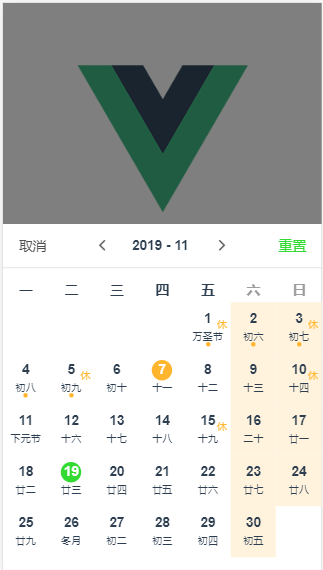 取消 2019 - 11 重置
一 二 三 四 五 六 日
1休 2 3休
万圣节 初六 初七
4 5休 6 7 8 9 10休
初八 初九 初十 十一 十二 十三 十四
11 12 13 14 15休 16 17
下元节 十六 十七 十八 十九 二十 廿一
18 19 20 21 22 23 24
廿二 廿三 廿四 廿五 廿六 廿七 廿八
25 26 27 28 29 30
廿九 冬月 初二 初三 初四 初五